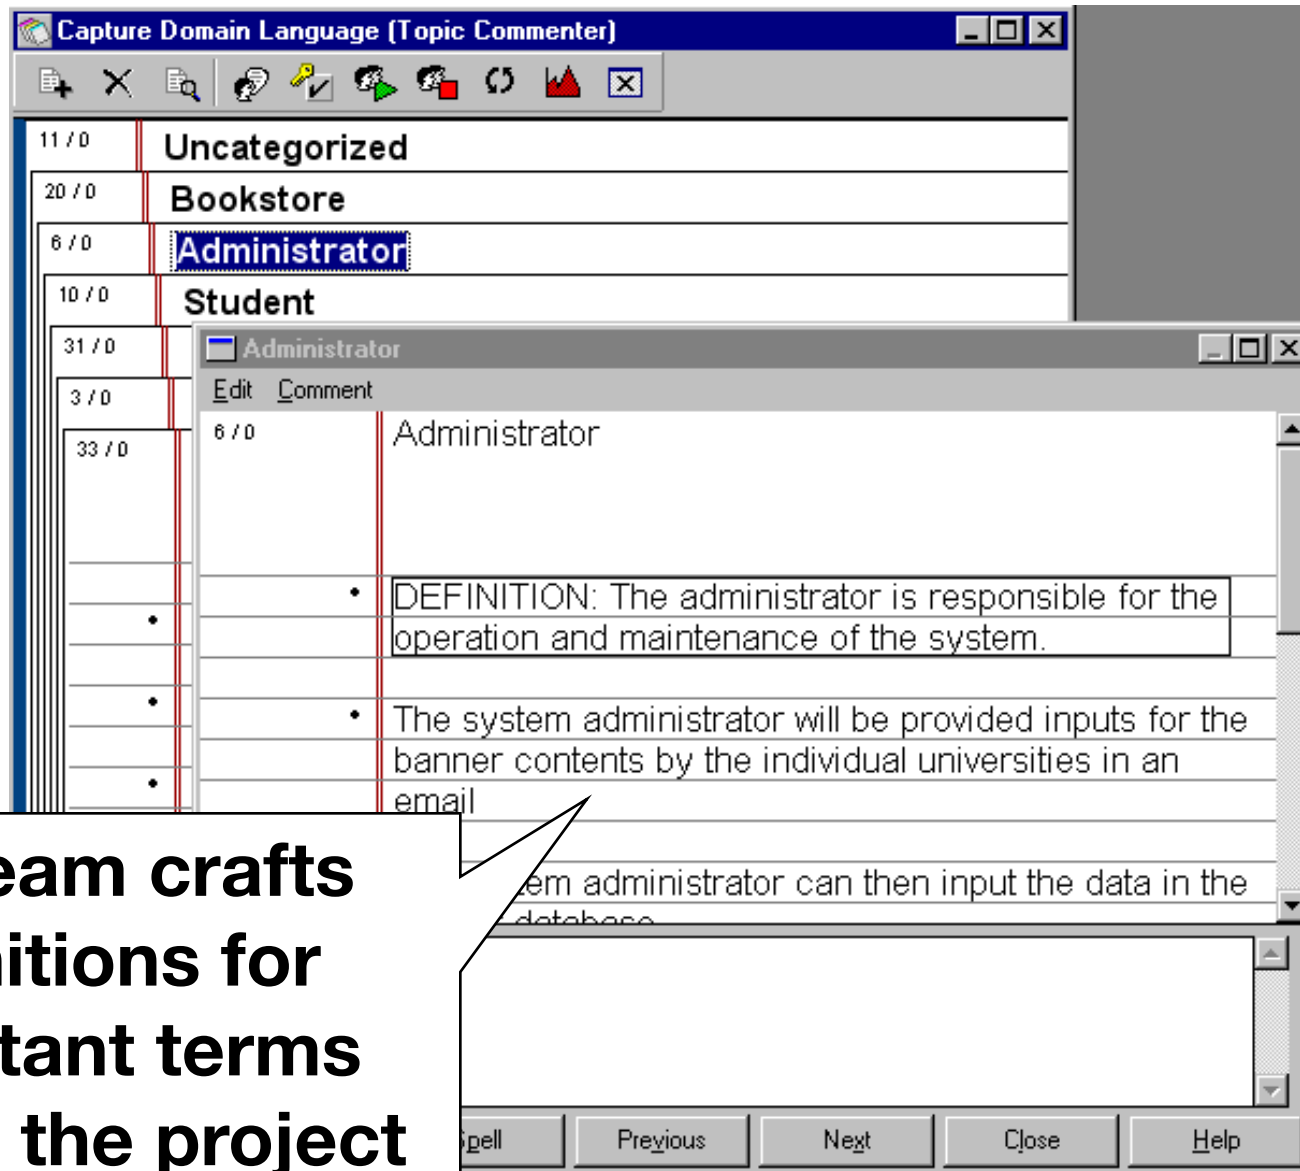 Capture Domain Language (Topic Commenter)
11 / 0 Uncategorized
20 / 0 Bookstore
6 / 0 Administrator
10 / 0 Student
31 / 0
3 / 0
33 / 0
Administrator
Edit Comment
6 / 0 Administrator
• DEFINITION: The administrator is responsible for the
operation and maintenance of the system.
• The system administrator will be provided inputs for the
banner contents by the individual universities in an
email
administrator can then input the data in the
database
crafts
for
terms
the project
Spell Previous Next Close Help